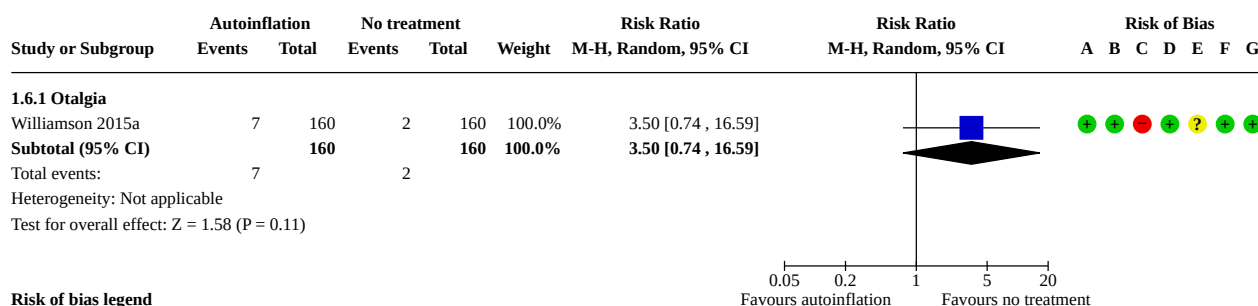 Autoinflation No treatment Risk Ratio Risk Ratio Risk of Bias
Study or Subgroup Events Total Events Total Weight M-H, Random, 95% CI M-H, Random, 95% CI A B C D E F G
1.6.1 Otalgia
Williamson 2015a 7 160 2 160 100.0% 3.50 [0.74 , 16.59] + + − + ? + +
Subtotal (95% CI) 160 160 100.0% 3.50 [0.74 , 16.59]
Total events: 7 2
Heterogeneity: Not applicable
Test for overall effect: Z = 1.58 (P = 0.11)
0.05 0.2 1 5 20
Favours autoinflation Favours no treatment
Risk of bias legend